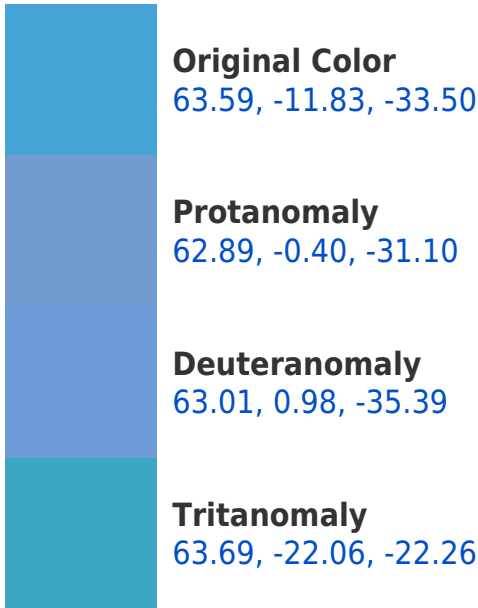 Original Color
63.59, -11.83, -33.50
Protanomaly
62.89, -0.40, -31.10
Deuteranomaly
63.01, 0.98, -35.39
Tritanomaly
63.69, -22.06, -22.26